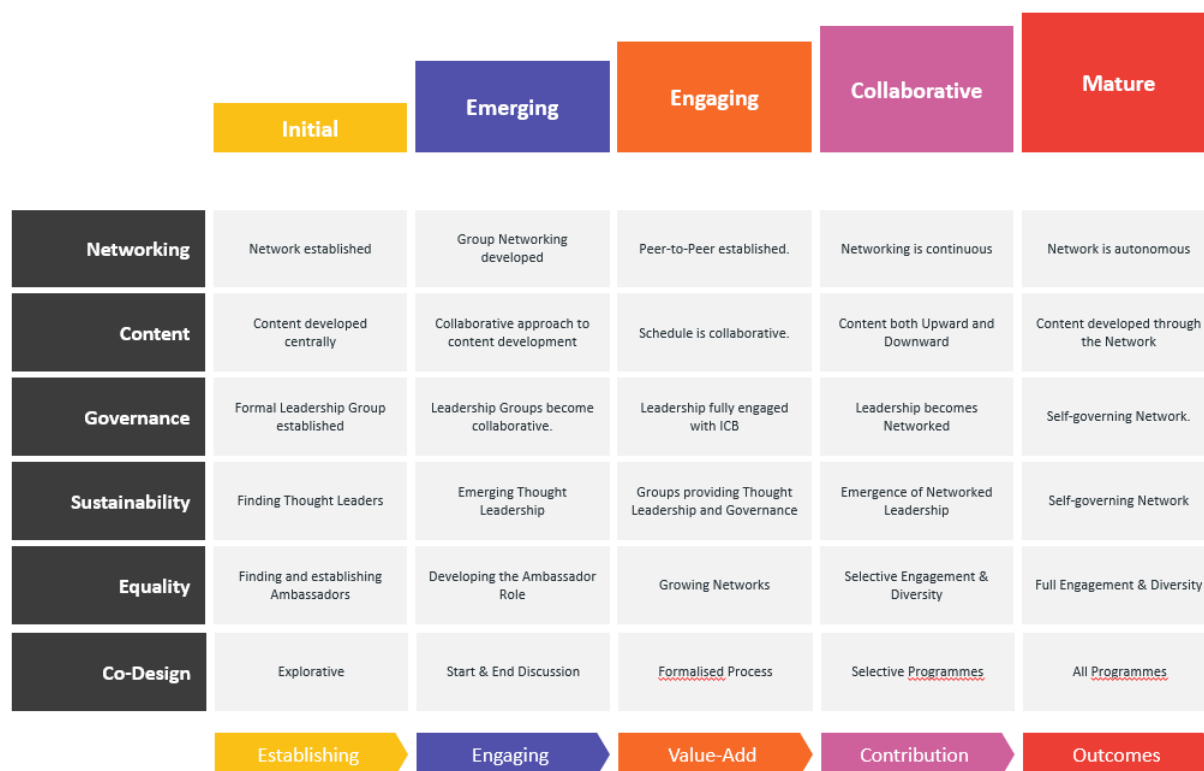 Initial
Emerging
Engaging
Collaborative
Mature
Networking
Network established
Group Networking
developed
Peer-to-Peer established.
Networking is continuous
Network is autonomous
Content
Content developed
centrally
Collaborative approach to
content development
Schedule is collaborative.
Content both Upward and
Downward
Content developed through
the Network
Governance
Formal Leadership Group
established
Leadership Groups become
collaborative.
Leadership fully engaged
with ICB
Leadership becomes
Networked
Self-governing Network.
Sustainability
Finding Thought Leaders
Emerging Thought
Leadership
Groups providing Thought
Leadership and Governance
Emergence of Networked
Leadership
Self-governing Network
Equality
Finding and establishing
Ambassadors
Developing the Ambassador
Role
Growing Networks
Selective Engagement &
Diversity
Full Engagement & Diversity
Co-Design
Explorative
Start & End Discussion
Formalised Process
Selective Programmes
All Programmes
Establishing
Engaging
Value-Add
Contribution
Outcomes